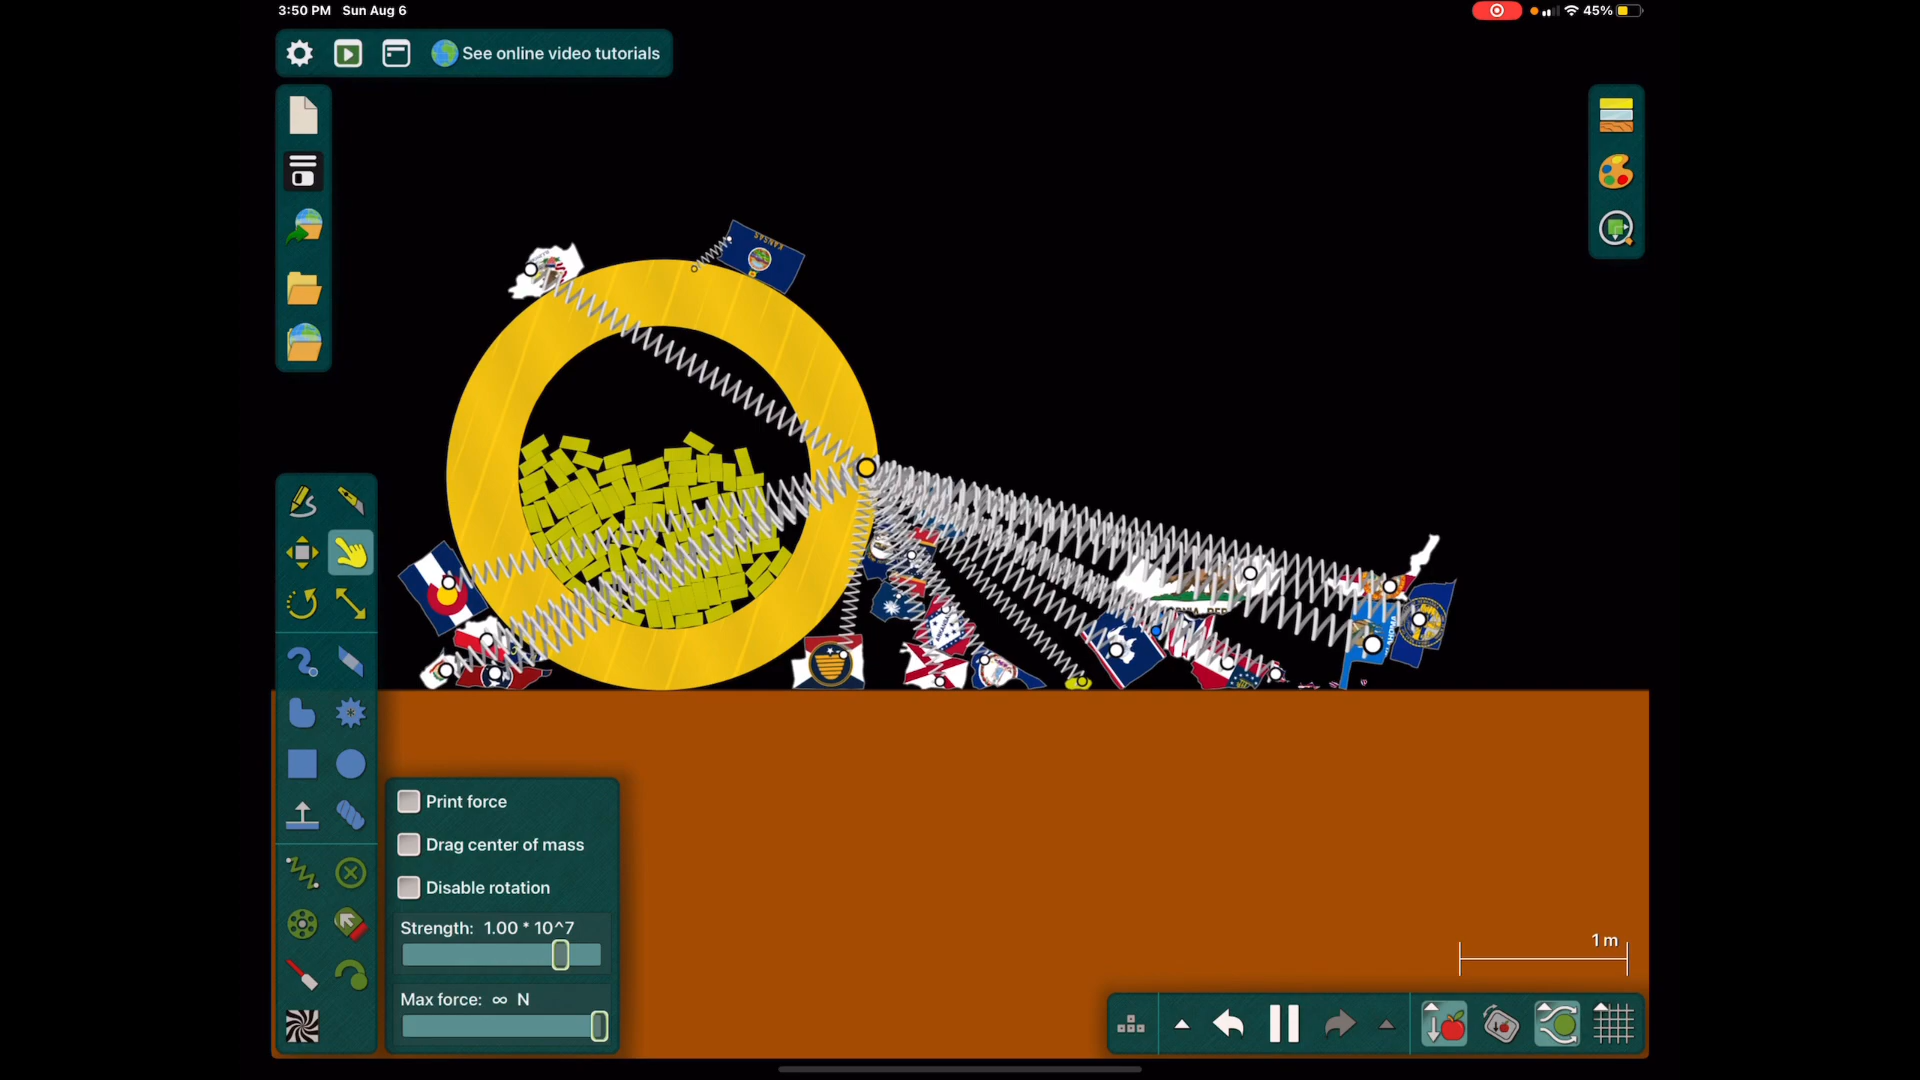 3:50 PM Sun Aug 6
45%
See online video tutorials
KANSAS
Print force
Drag center of mass
Disable rotation
Strength: 1.00 * 10^7
Max force: ∞ N
1 m